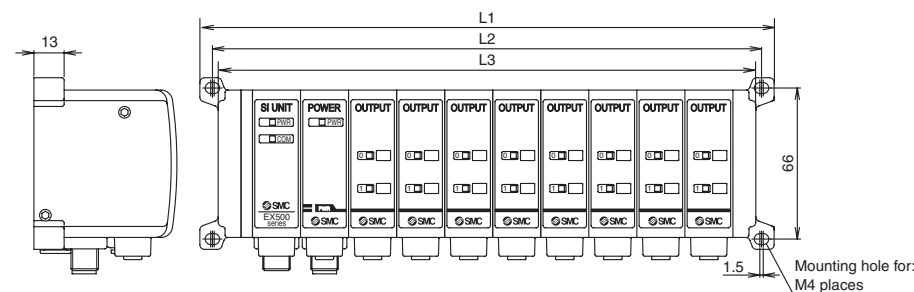 L1
L2
L3
13
SI UNIT
PWR
COM
SMC
EX500
series
POWER
PWR
SMC
OUTPUT
0
1
SMC
OUTPUT
0
1
SMC
OUTPUT
0
1
SMC
OUTPUT
0
1
SMC
OUTPUT
0
1
SMC
OUTPUT
0
1
SMC
OUTPUT
0
1
SMC
OUTPUT
0
1
SMC
66
1.5
Mounting hole for:
M4 places